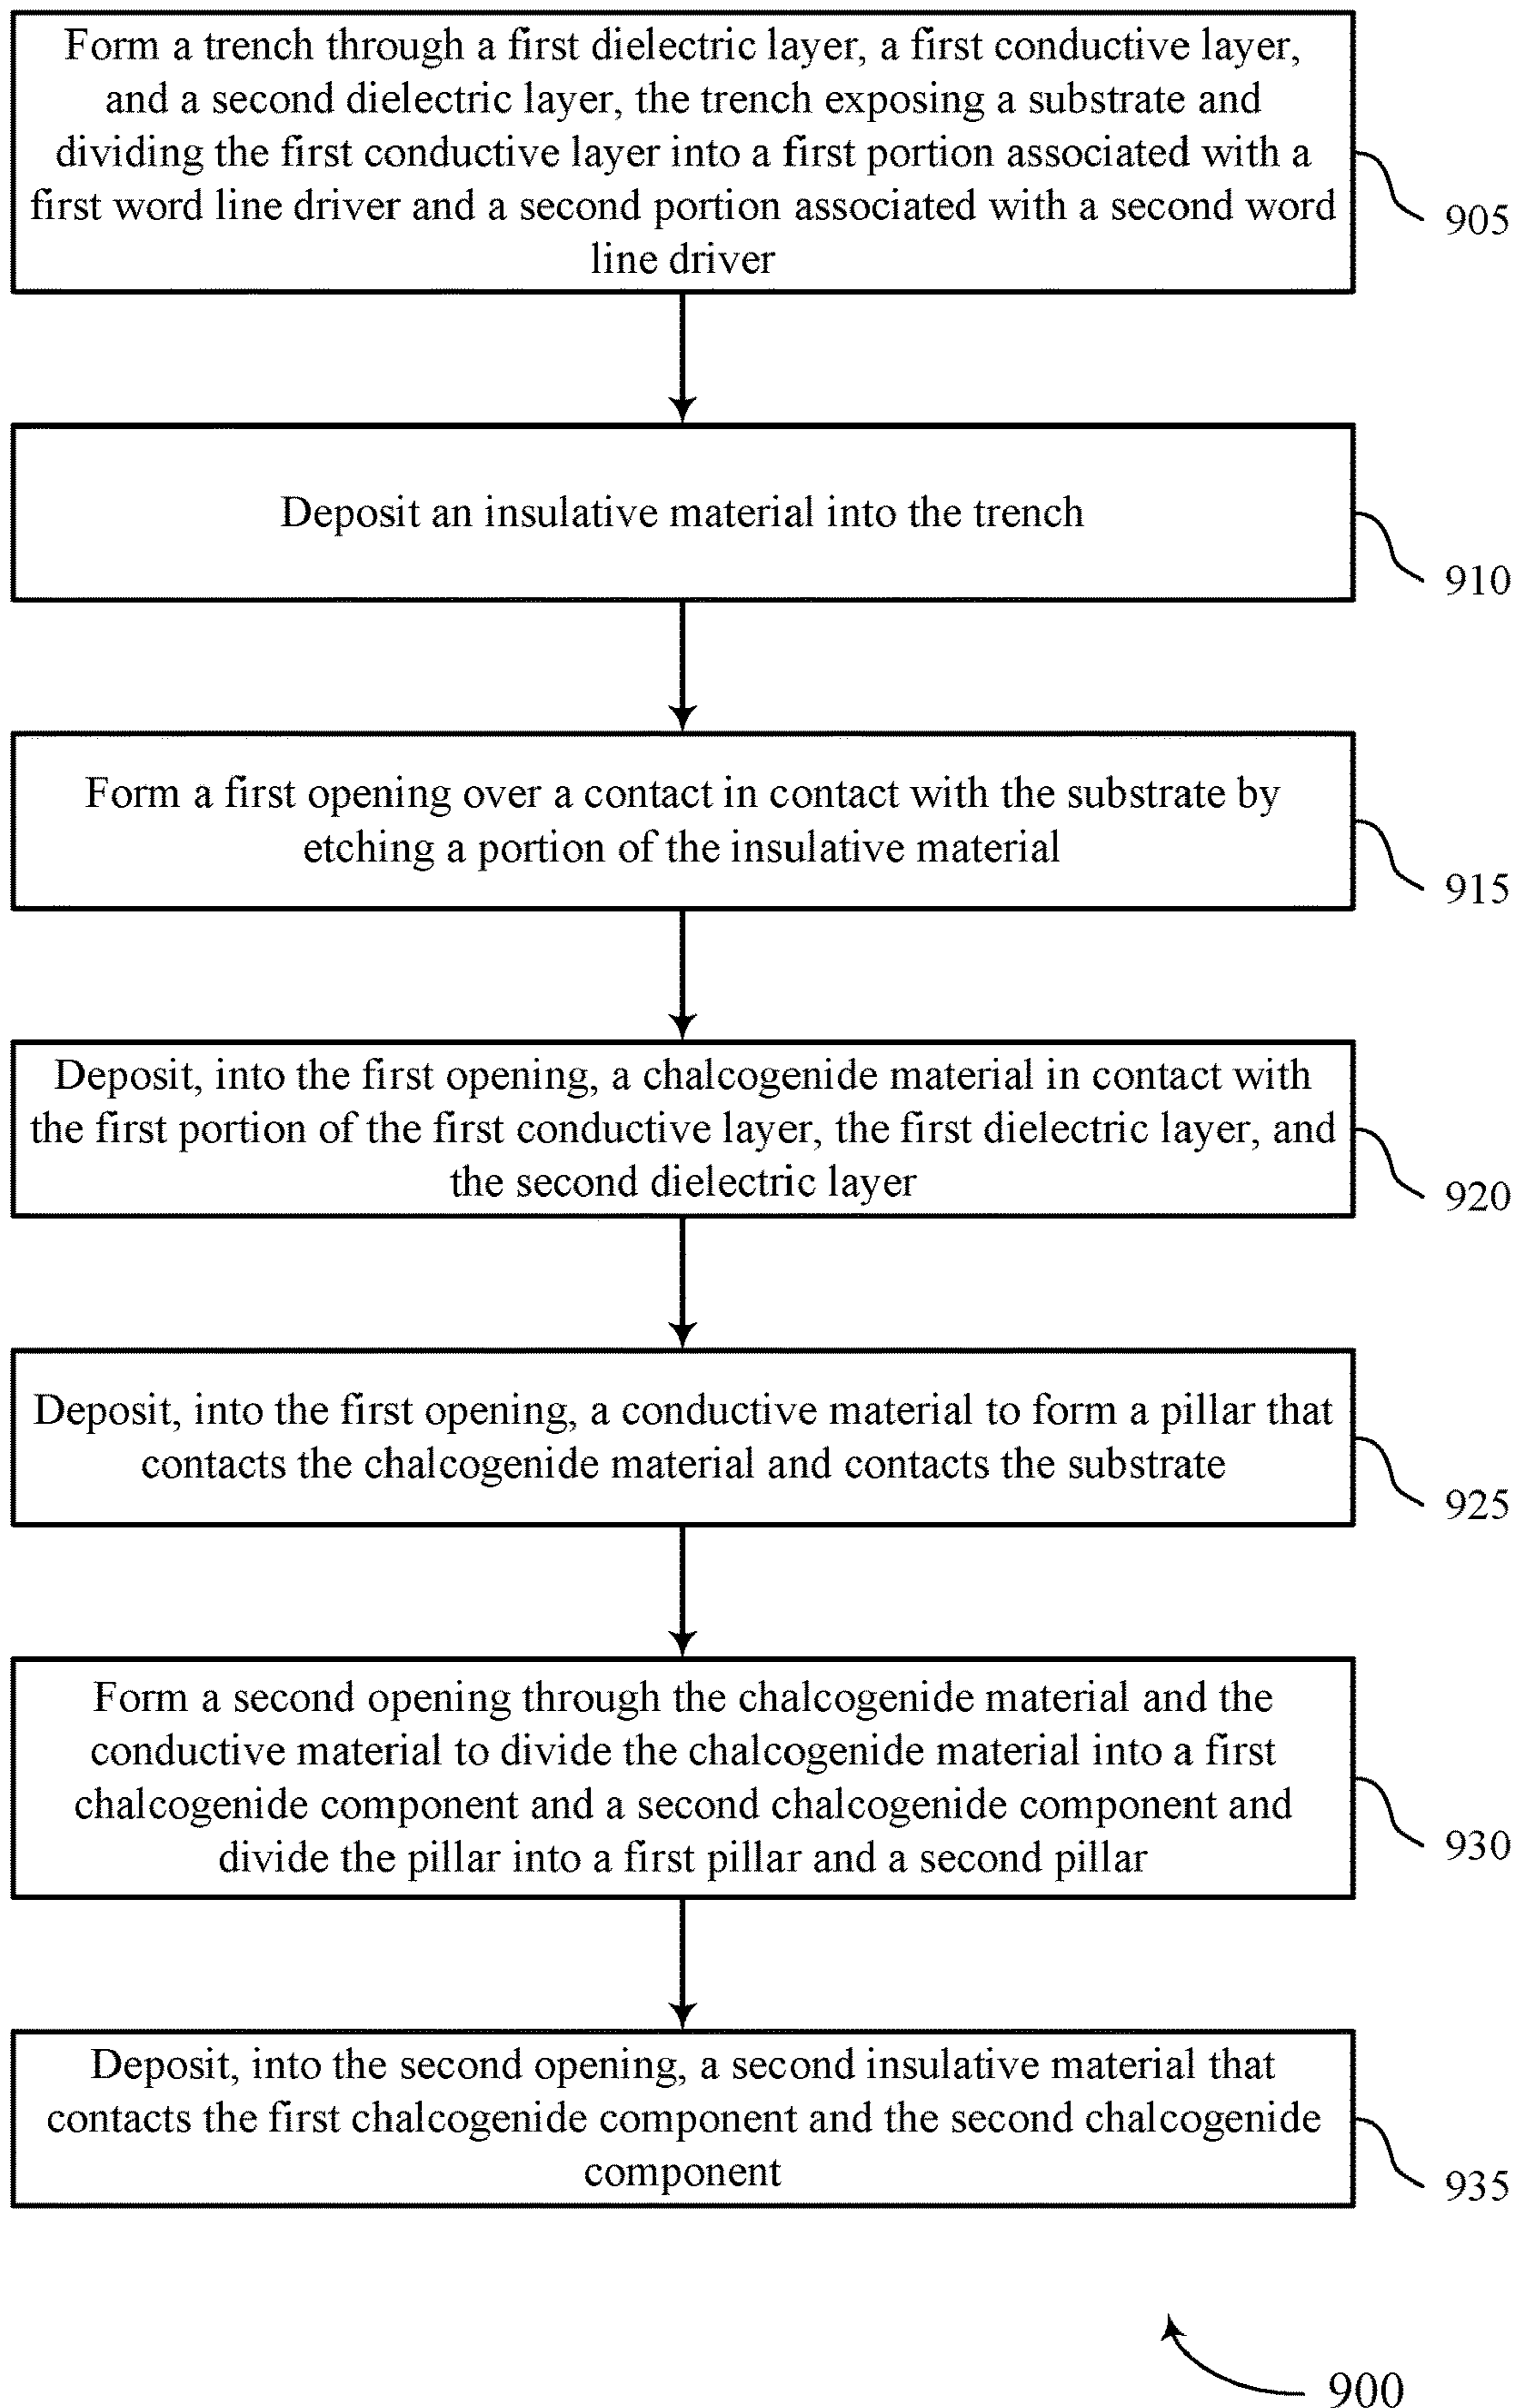 Form a trench through a first dielectric layer, a first conductive layer,
and a second dielectric layer, the trench exposing a substrate and
dividing the first conductive layer into a first portion associated with a
first word line driver and a second portion associated with a second word
line driver
905
Deposit an insulative material into the trench
910
Form a first opening over a contact in contact with the substrate by
etching a portion of the insulative material
915
Deposit, into the first opening, a chalcogenide material in contact with
the first portion of the first conductive layer, the first dielectric layer, and
the second dielectric layer
920
Deposit, into the first opening, a conductive material to form a pillar that
contacts the chalcogenide material and contacts the substrate
925
Form a second opening through the chalcogenide material and the
conductive material to divide the chalcogenide material into a first
chalcogenide component and a second chalcogenide component and
divide the pillar into a first pillar and a second pillar
930
Deposit, into the second opening, a second insulative material that
contacts the first chalcogenide component and the second chalcogenide
component
935
900